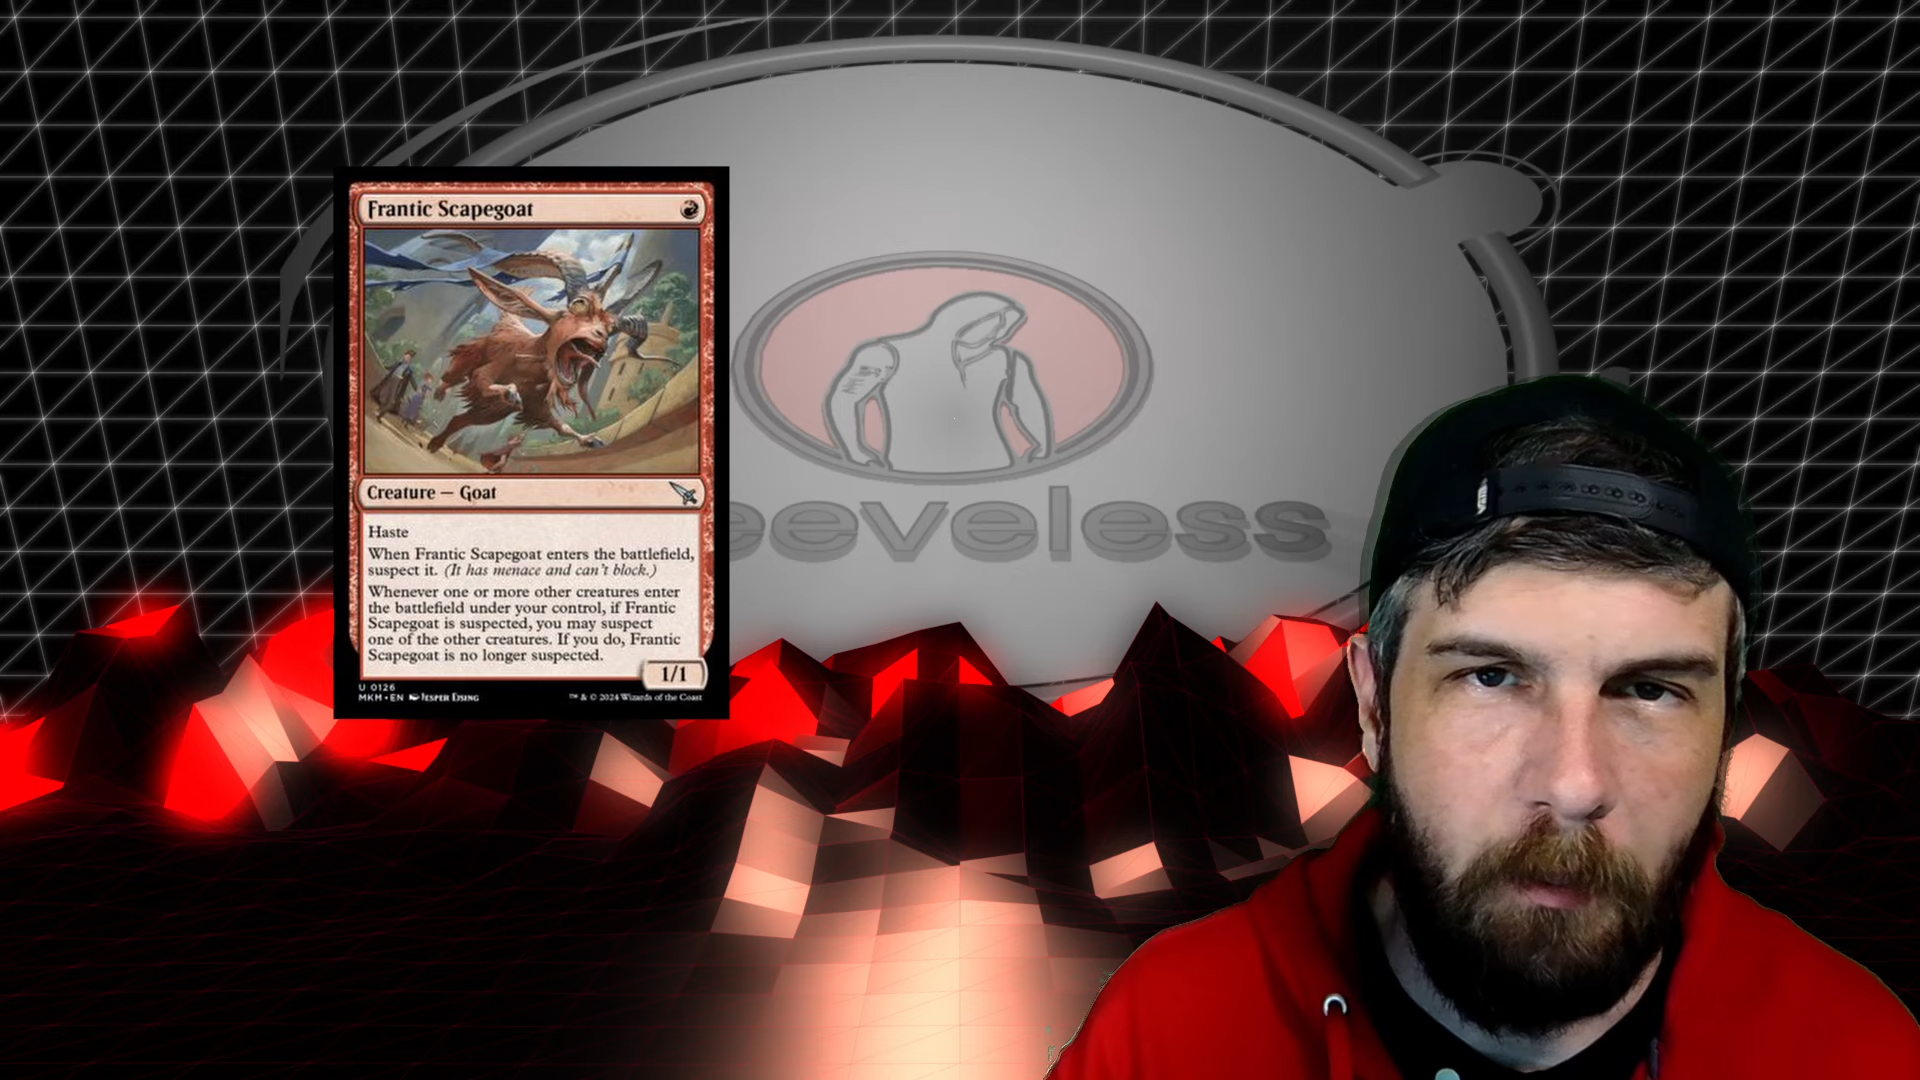 Frantic Scapegoat
Creature — Goat
Haste
When Frantic Scapegoat enters the battlefield,
suspect it. (It has menace and can't block.)
Whenever one or more other creatures enter
the battlefield under your control, if Frantic
Scapegoat is suspected, you may suspect
one of the other creatures. If you do, Frantic
Scapegoat is no longer suspected.
1/1
U 0126
MKM • EN Jesper Ejsing
™ & © 2024 Wizards of the Coast
eeveless